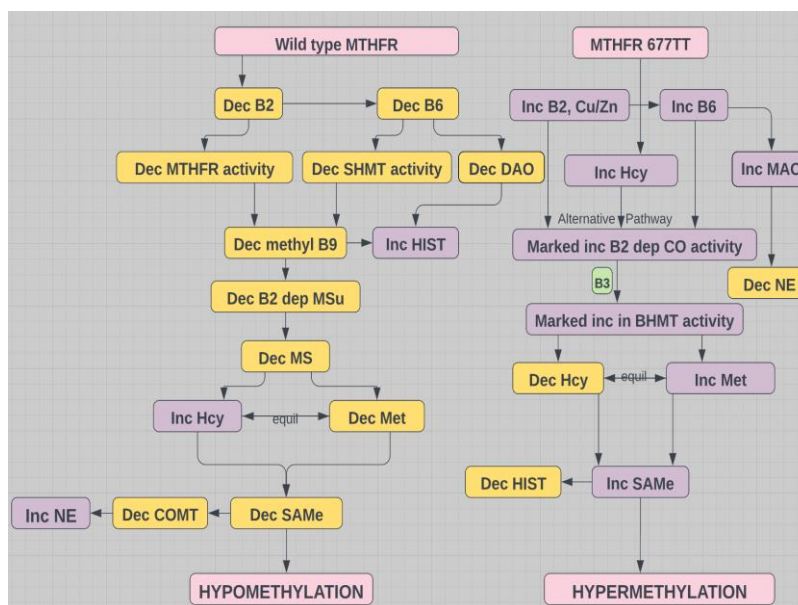 Wild type MTHFR
MTHFR 677TT
Dec B2
Dec B6
Inc B2, Cu/Zn
Inc B6
Dec MTHFR activity
Dec SHMT activity
Dec DAO
Inc Hcy
Inc MAO
Alternative Pathway
Dec methyl B9
Inc HIST
Marked inc B2 dep CO activity
B3
Dec NE
Dec B2 dep MSu
Marked inc in BHMT activity
Dec MS
Dec Hcy
equil
Inc Met
Inc Hcy
equil
Dec Met
Dec HIST
Inc SAMe
Inc NE
Dec COMT
Dec SAMe
HYPOMETHYLATION
HYPERMETHYLATION